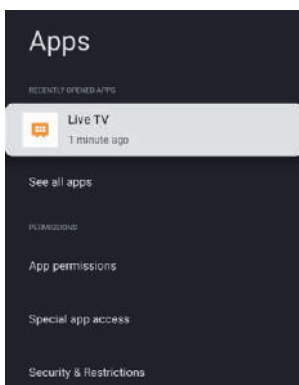 Apps
RECENTLY OPENED APPS
Live TV
1 minute ago
See all apps
PERMISSIONS
App permissions
Special app access
Security & Restrictions